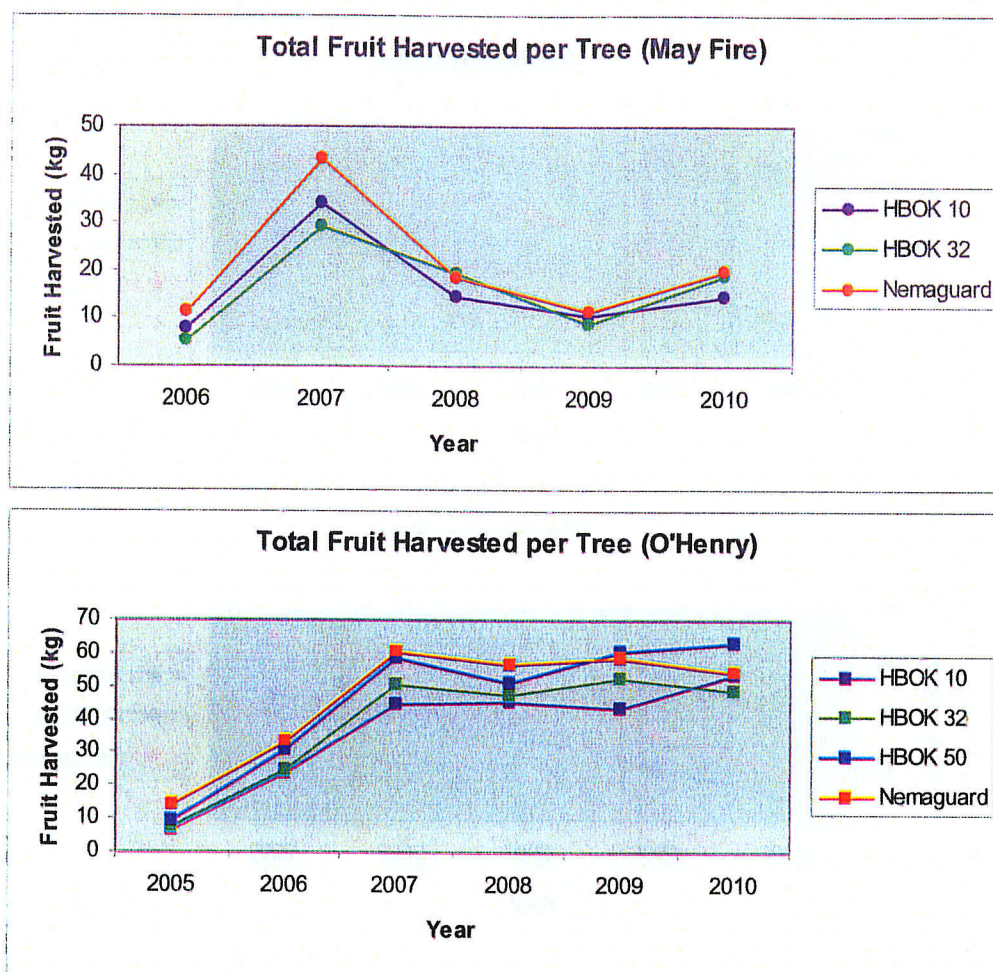 Total Fruit Harvested per Tree (May Fire)
50
40
30
20
10
0
Fruit Harvested (kg)
2006 2007 2008 2009 2010
Year
HBOK 10
HBOK 32
Nemaguard
Total Fruit Harvested per Tree (O'Henry)
70
60
50
40
30
20
10
0
Fruit Harvested (kg)
2005 2006 2007 2008 2009 2010
Year
HBOK 10
HBOK 32
HBOK 50
Nemaguard